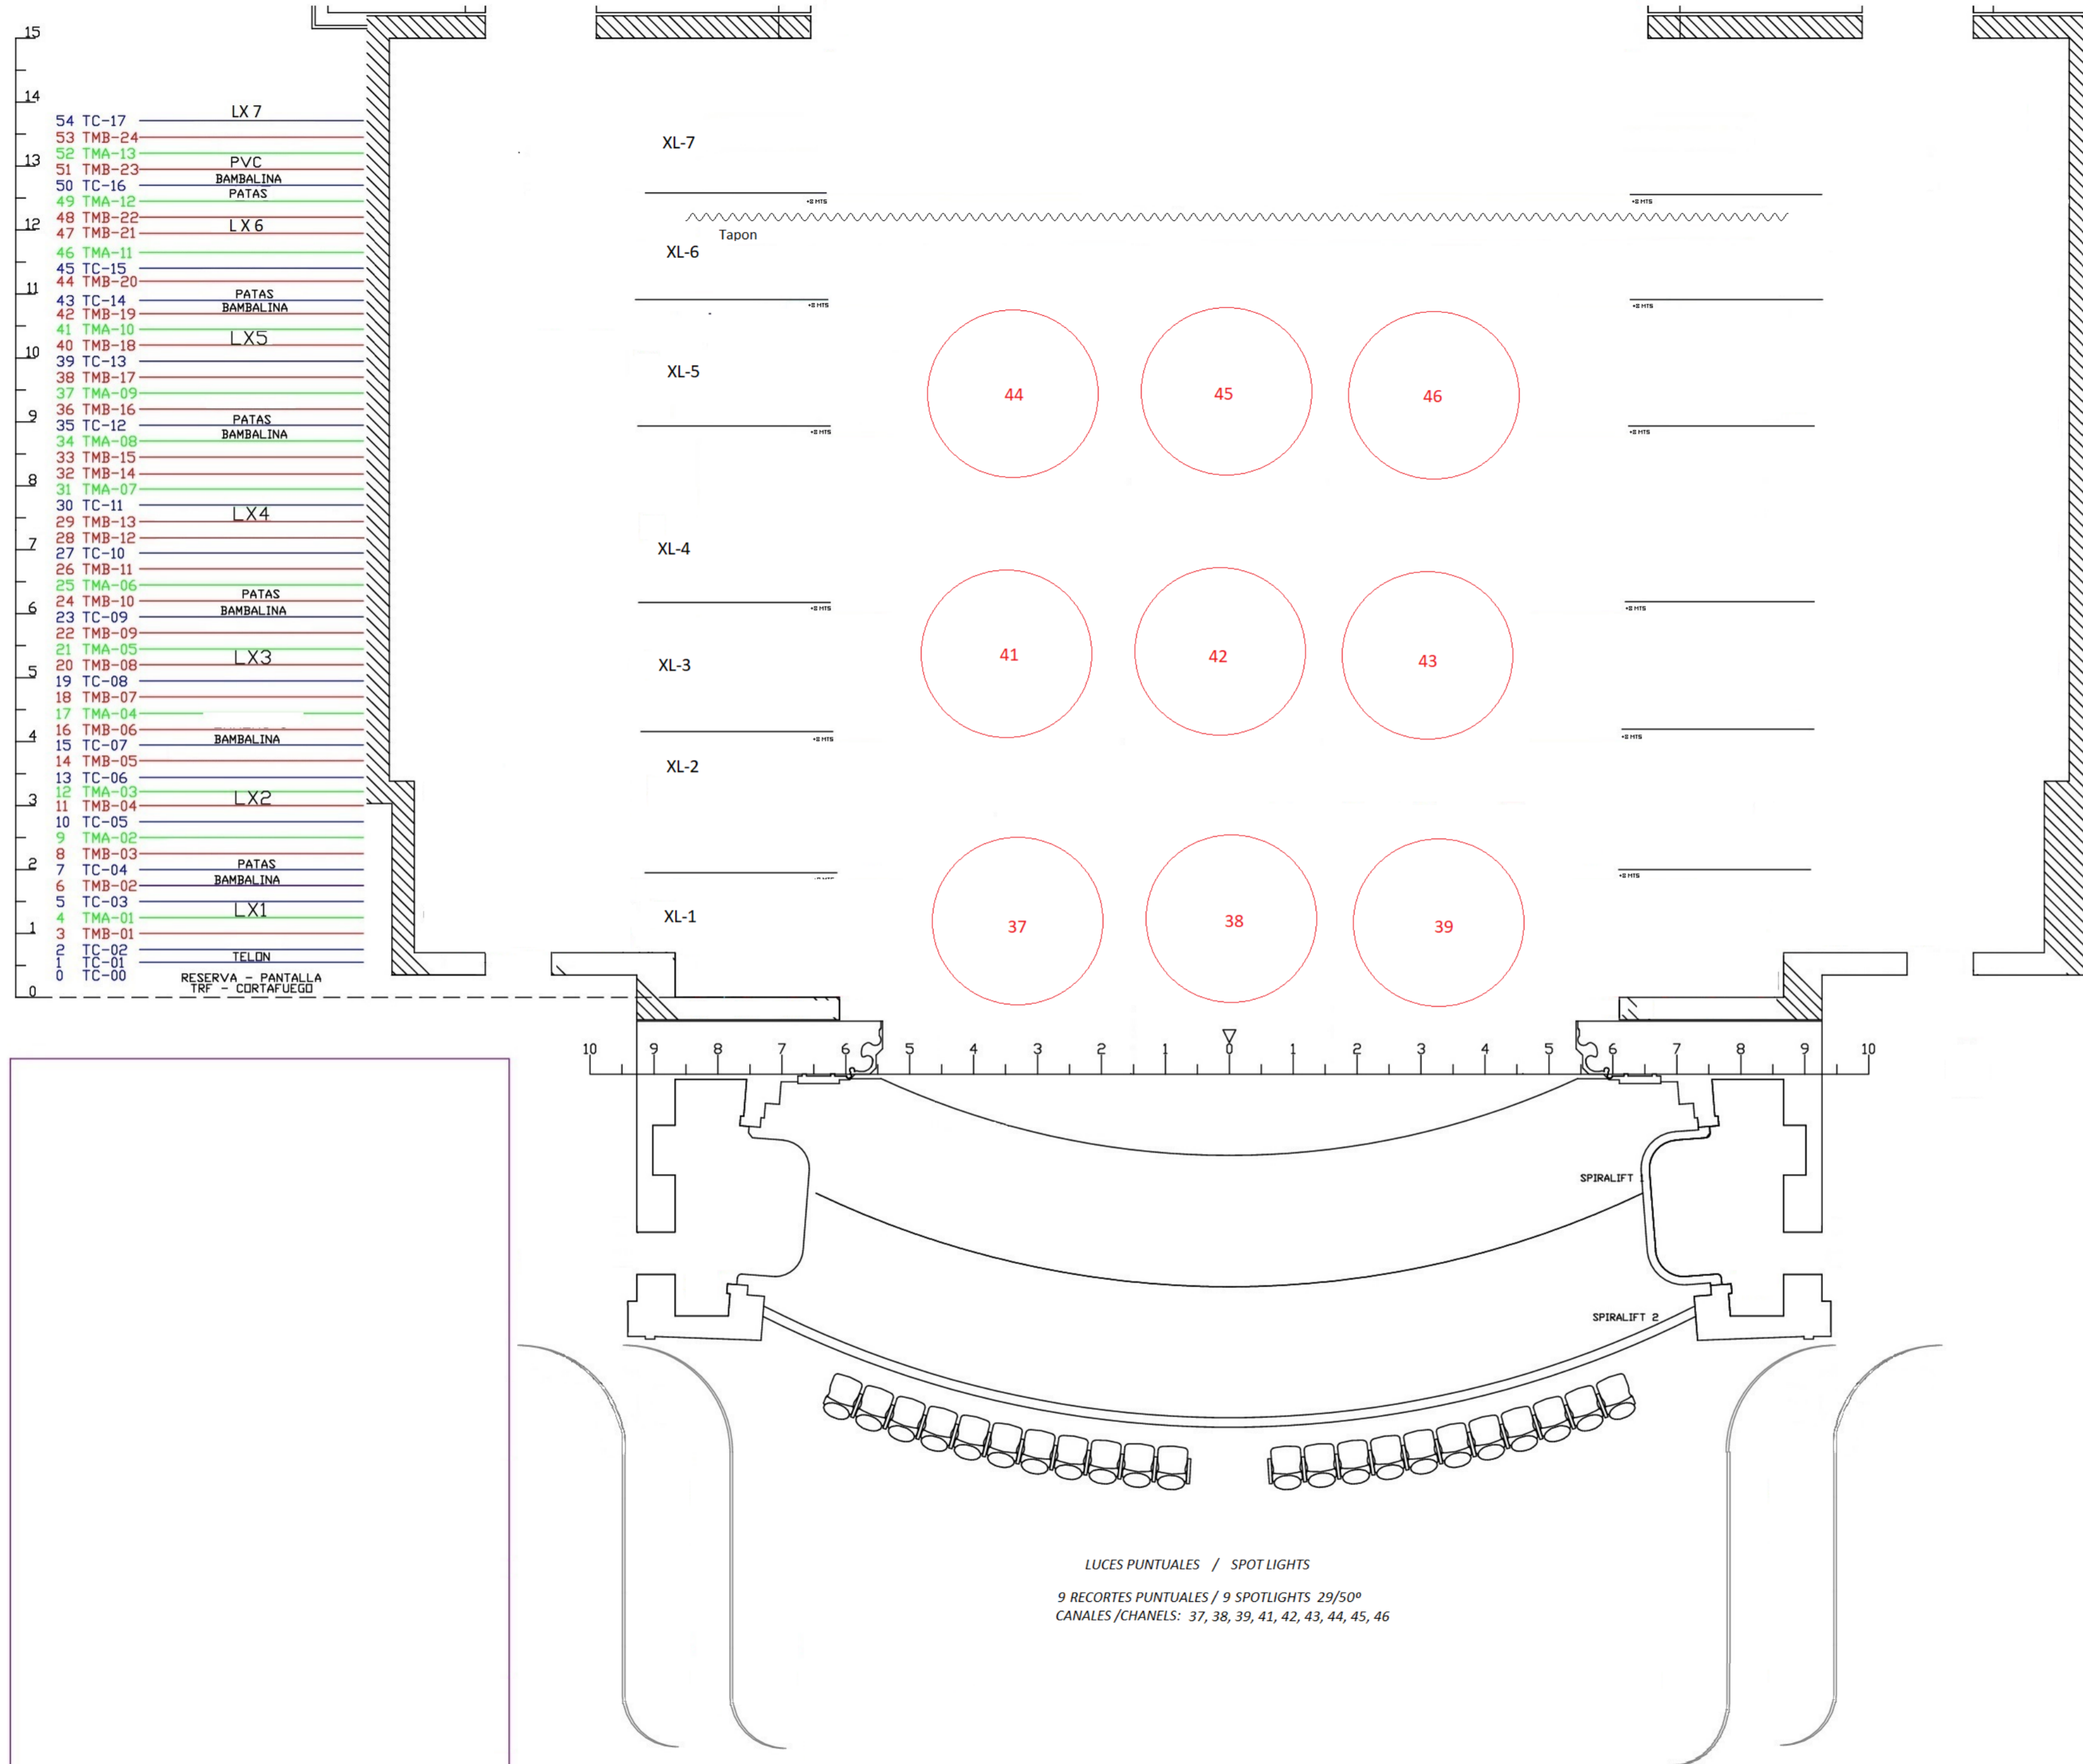 15
14
13
12
11
10
9
8
7
6
5
4
3
2
1
0
LX 7
54 TC-17
53 TMB-24
52 TMA-13
PVC
51 TMB-23
BAMBALINA
50 TC-16
PATAS
49 TMA-12
48 TMB-22
LX6
47 TMB-21
46 TMA-11
45 TC-15
44 TMB-20
PATAS
43 TC-14
BAMBALINA
42 TMB-19
41 TMA-10
LX5
40 TMB-18
39 TC-13
38 TMB-17
37 TMA-09
36 TMB-16
PATAS
35 TC-12
BAMBALINA
34 TMA-08
33 TMB-15
32 TMB-14
31 TMA-07
30 TC-11
LX4
29 TMB-13
28 TMB-12
27 TC-10
26 TMB-11
25 TMA-06
PATAS
24 TMB-10
BAMBALINA
23 TC-09
22 TMB-09
21 TMA-05
LX3
20 TMB-08
19 TC-08
18 TMB-07
17 TMA-04
16 TMB-06
BAMBALINA
15 TC-07
14 TMB-05
13 TC-06
12 TMA-03
LX2
11 TMB-04
10 TC-05
9 TMA-02
8 TMB-03
PATAS
7 TC-04
BAMBALINA
6 TMB-02
5 TC-03
LX1
4 TMA-01
3 TMB-01
2 TC-02
TELON
1 TC-01
0 TC-00
RESERVA - PANTALLA
TRF - CORTAFUEGO
XL-7
Tapon
XL-6
XL-5
44 45 46
XL-4
41 42 43
XL-3
XL-2
XL-1
37 38 39
10 9 8 7 6 5 4 3 2 1 0 1 2 3 4 5 6 7 8 9 10
SPIRALIFT
SPIRALIFT 2
LUCES PUNTUALES / SPOT LIGHTS
9 RECORTES PUNTUALES / 9 SPOTLIGHTS 29/50º
CANALES /CHANELS: 37, 38, 39, 41, 42, 43, 44, 45, 46